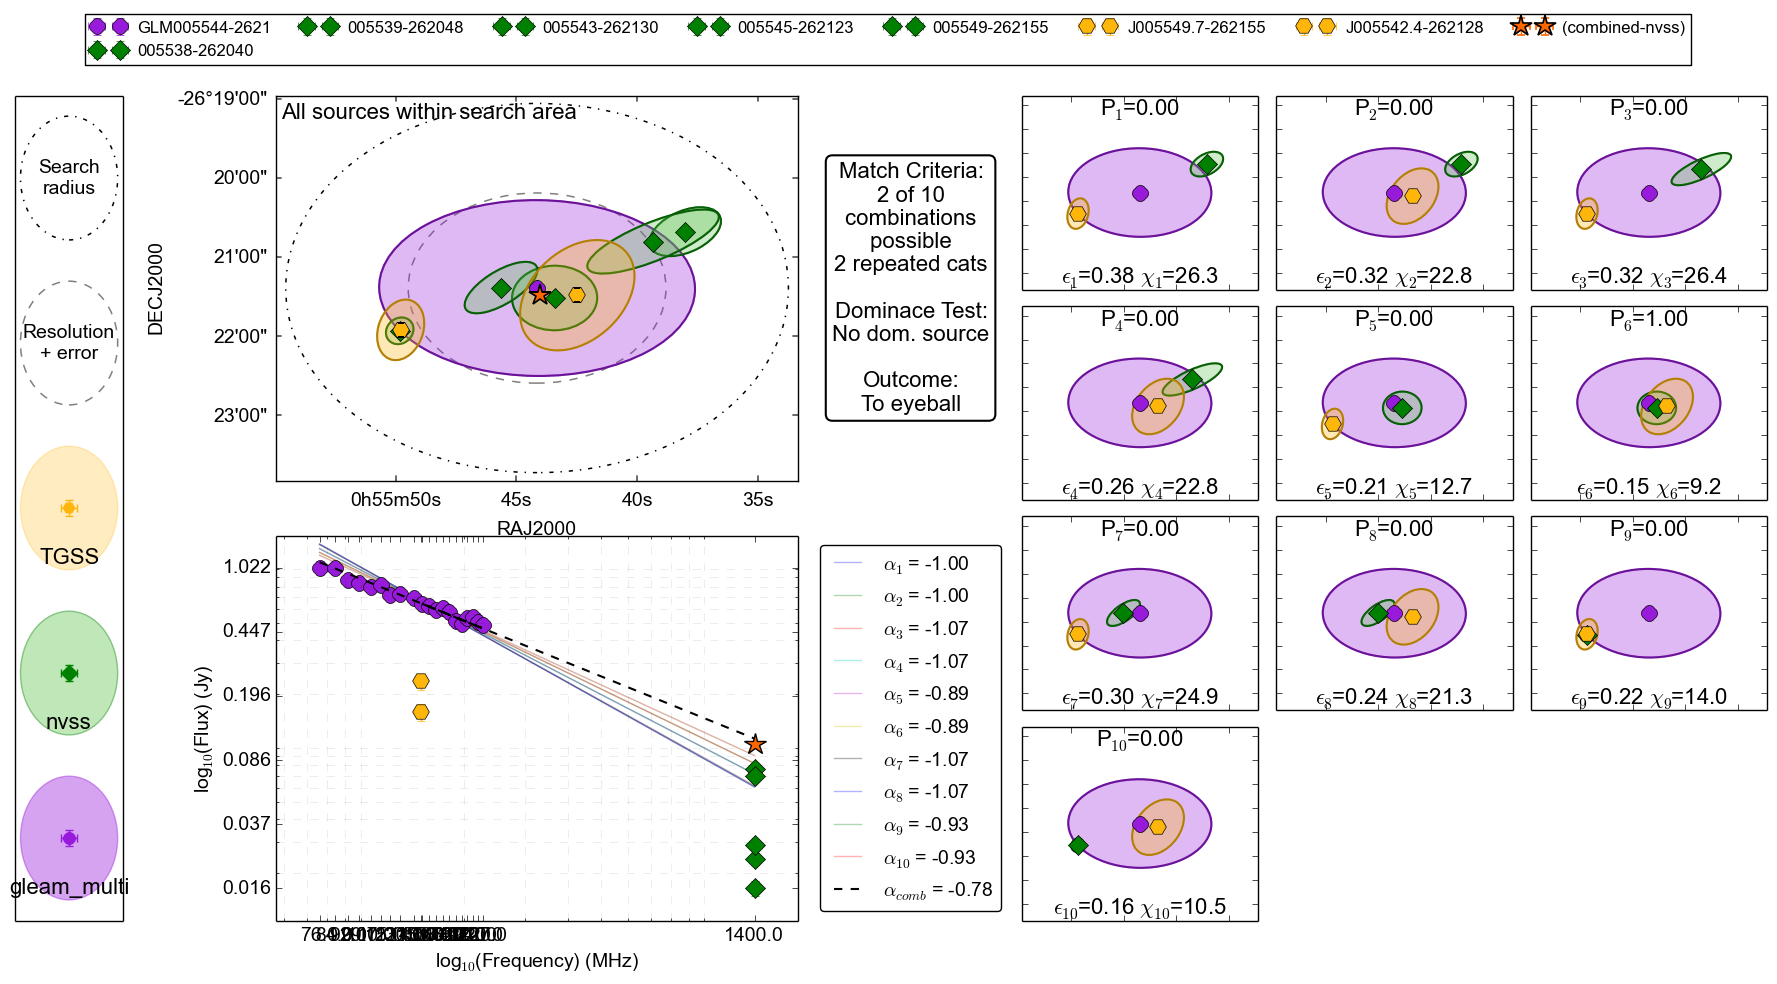 GLM005544-2621 005539-262048 005543-262130 005545-262123 005549-262155 J005549.7-262155 J005542.4-262128 (combined-nvss)
005538-262040
Search
radius
Resolution
+ error
TGSS
nvss
gleam_multi
All sources within search area
-26°19'00"
20'00"
21'00"
22'00"
23'00"
DECJ2000
0h55m50s 45s 40s 35s
RAJ2000
Match Criteria:
2 of 10
combinations
possible
2 repeated cats
Dominace Test:
No dom. source
Outcome:
To eyeball
1.022
0.447
0.196
0.086
0.037
0.016
log10(Flux) (Jy)
1400.0
log10(Frequency) (MHz)
α1 = -1.00
α2 = -1.00
α3 = -1.07
α4 = -1.07
α5 = -0.89
α6 = -0.89
α7 = -1.07
α8 = -1.07
α9 = -0.93
α10 = -0.93
αcomb = -0.78
P1=0.00
ϵ1=0.38 χ1=26.3
P2=0.00
ϵ2=0.32 χ2=22.8
P3=0.00
ϵ3=0.32 χ3=26.4
P4=0.00
ϵ4=0.26 χ4=22.8
P5=0.00
ϵ5=0.21 χ5=12.7
P6=1.00
ϵ6=0.15 χ6=9.2
P7=0.00
ϵ7=0.30 χ7=24.9
P8=0.00
ϵ8=0.24 χ8=21.3
P9=0.00
ϵ9=0.22 χ9=14.0
P10=0.00
ϵ10=0.16 χ10=10.5